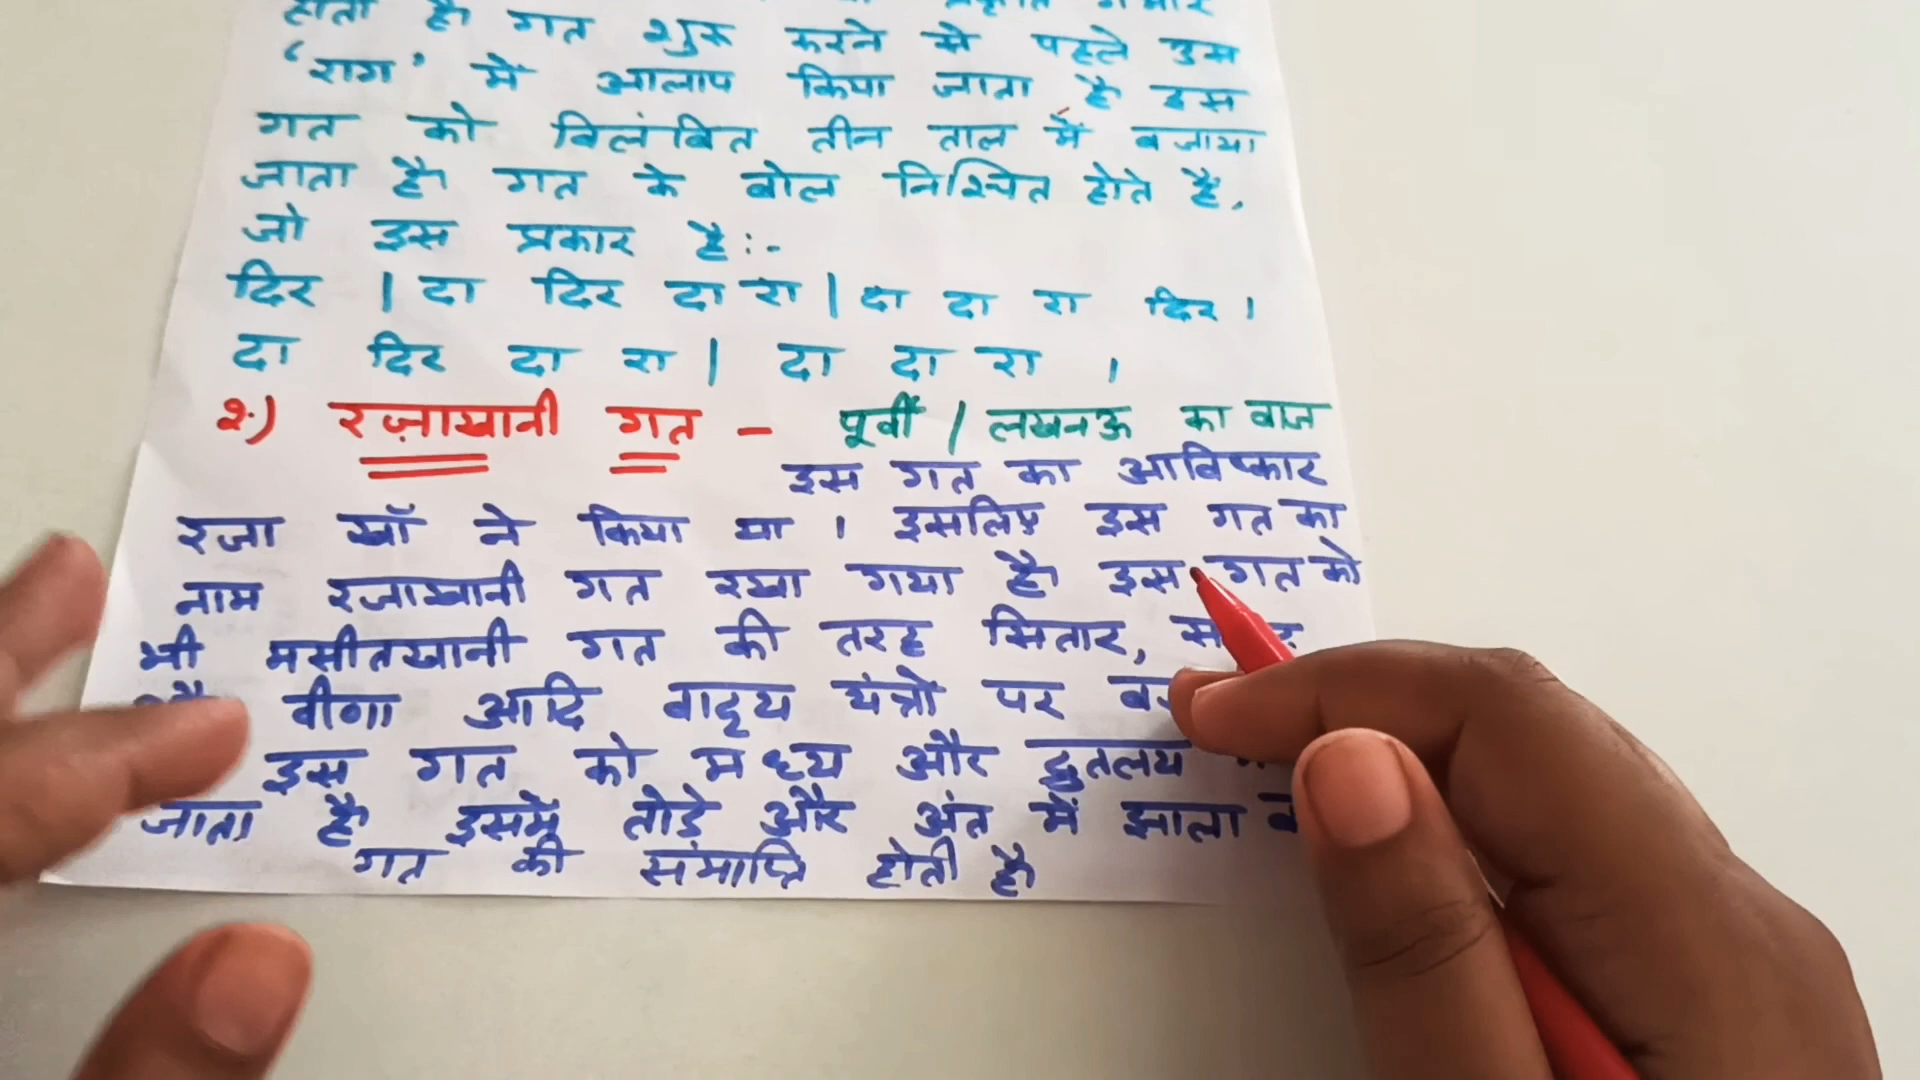 होता है। गत शुरू करने से पहले उस
'राग' में आलाप किया जाता है इस
गत को विलंबित तीन ताल में बजाया
जाता है। गत के बोल निश्चित होते है,
जो इस प्रकार है:-
दिर | दा दिर दा रा | दा दा रा दिर।
दा दिर दा रा | दा दा रा ।
२) रज़ाखानी गत - पूर्वी / लखनऊ का बाज
इस गत का आविष्कार
रजा खाँ ने किया था । इसलिए इस गत का
नाम रजाखानी गत रखा गया है। इस गत को
भी मसीतखानी गत की तरह सितार,
वीणा आदि वाद्य यंत्रों पर
इस गत को मध्य और द्रुतलय
जाता है इसमें तोडे और अंत में झाला
गत की संमाप्ति होती है